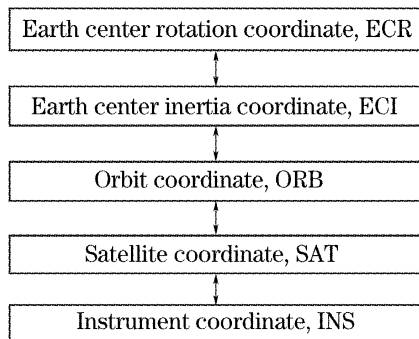 Earth center rotation coordinate, ECR
Earth center inertia coordinate, ECI
Orbit coordinate, ORB
Satellite coordinate, SAT
Instrument coordinate, INS